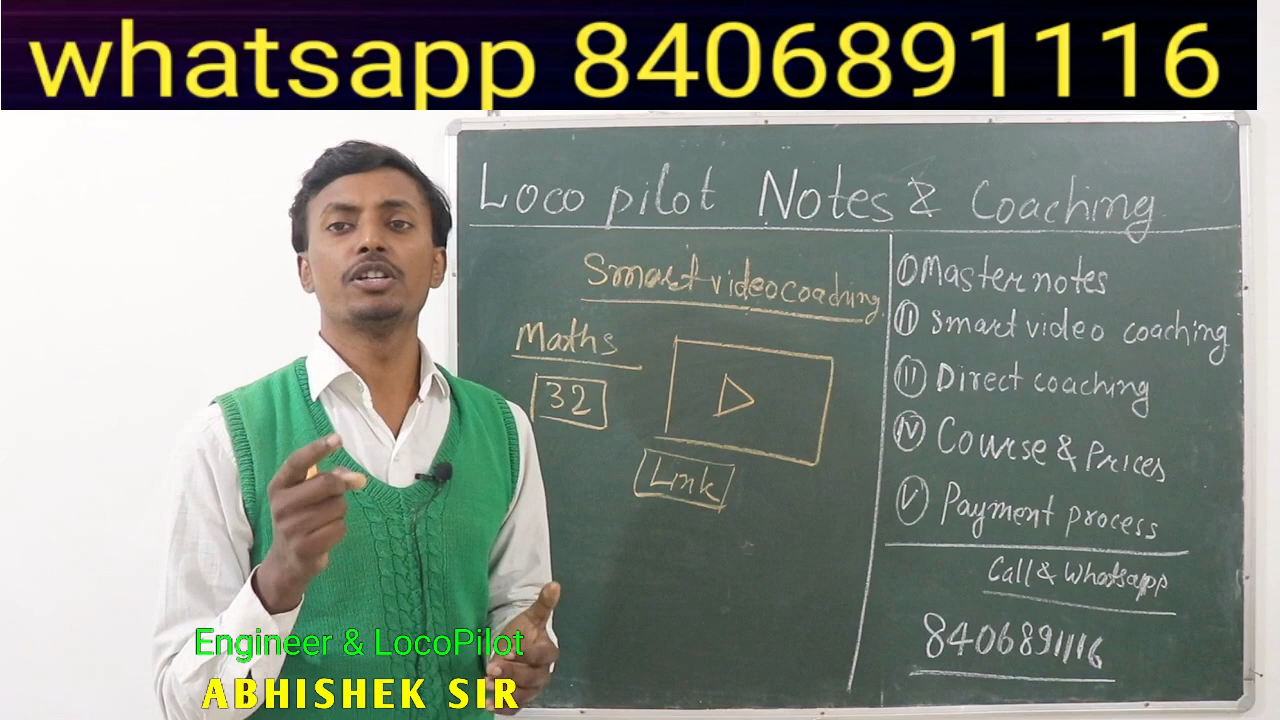 whatsapp 8406891116
Loco pilot Notes & Coaching
Smart videocoaching
Maths
32
Link
I Master notes
II Smart video coaching
III Direct coaching
IV Course & Prices
V Payment process
Call & Whatsapp
8406891116
Engineer & LocoPilot
ABHISHEK SIR